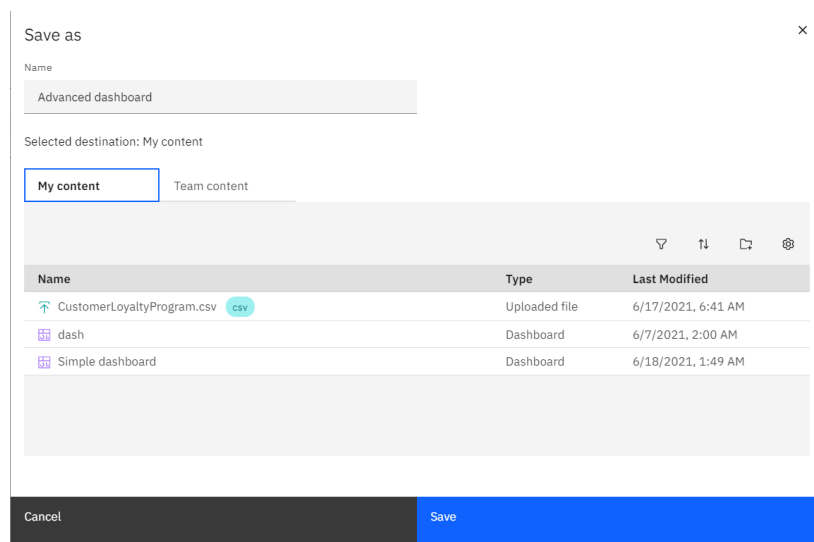 Save as
Name
Advanced dashboard
Selected destination: My content
My content Team content
Name Type Last Modified
CustomerLoyaltyProgram.csv csv Uploaded file 6/17/2021, 6:41 AM
dash Dashboard 6/7/2021, 2:00 AM
Simple dashboard Dashboard 6/18/2021, 1:49 AM
Cancel Save